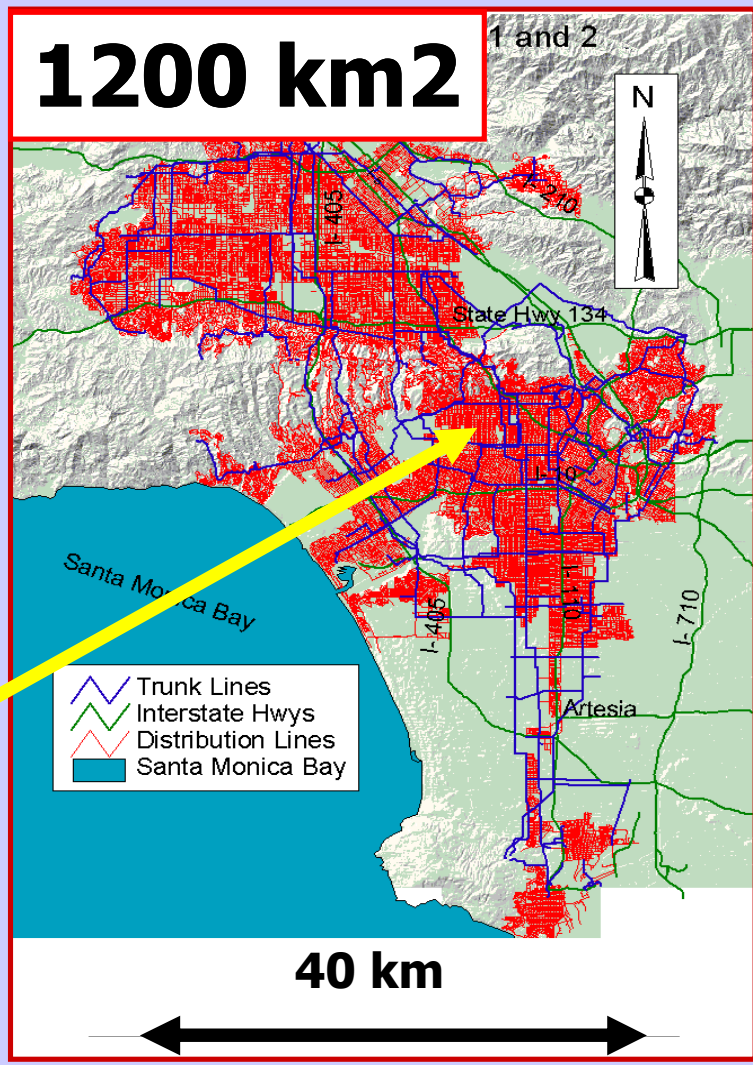 1200 km2
1 and 2
N
I- 210
I- 405
State Hwy 134
I- 10
Santa Monica Bay
I- 110
I- 405
I- 710
Artesia
Trunk Lines
Interstate Hwys
Distribution Lines
Santa Monica Bay
40 km